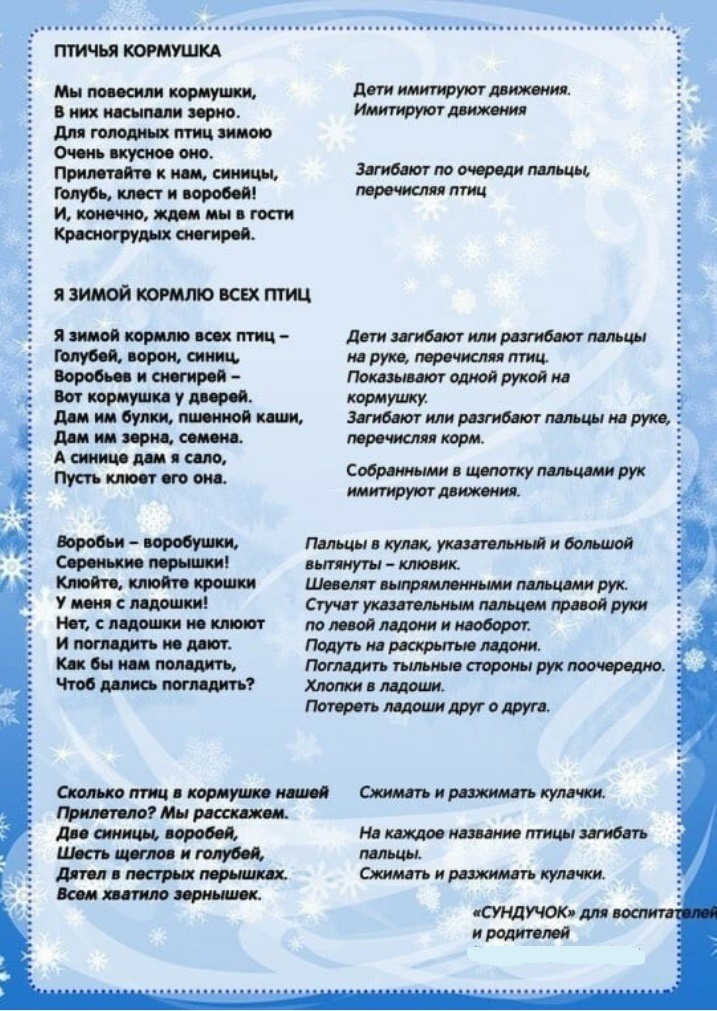 ПТИЧЬЯ КОРМУШКА
Мы повесили кормушки,
В них насыпали зерно.
Для голодных птиц зимою
Очень вкусное оно.
Прилетайте к нам, синицы,
Голубь, клест и воробей!
И, конечно, ждем мы в гости
Красногрудых снегирей.
Дети имитируют движения.
Имитируют движения
Загибают по очереди пальцы,
перечисляя птиц
Я ЗИМОЙ КОРМЛЮ ВСЕХ ПТИЦ
Я зимой кормлю всех птиц –
Голубей, ворон, синиц,
Воробьев и снегирей –
Вот кормушка у дверей.
Дам им булки, пшенной каши,
Дам им зерна, семена.
А синице дам я сало,
Пусть клюет его она.
Дети загибают или разгибают пальцы
на руке, перечисляя птиц.
Показывают одной рукой на
кормушку.
Загибают или разгибают пальцы на руке,
перечисляя корм.
Собранными в щепотку пальцами рук
имитируют движения.
Воробьи – воробушки,
Серенькие перышки!
Клюйте, клюйте крошки
У меня с ладошки!
Нет, с ладошки не клюют
И погладить не дают.
Как бы нам поладить,
Чтоб дались погладить?
Пальцы в кулак, указательный и большой
вытянуты – клювик.
Шевелят выпрямленными пальцами рук.
Стучат указательным пальцем правой руки
по левой ладони и наоборот.
Подуть на раскрытые ладони.
Погладить тыльные стороны рук поочередно.
Хлопки в ладоши.
Потереть ладоши друг о друга.
Сколько птиц в кормушке нашей
Прилетело? Мы расскажем.
Две синицы, воробей,
Шесть щеглов и голубей,
Дятел в пестрых перышках.
Всем хватило зернышек.
Сжимать и разжимать кулачки.
На каждое название птицы загибать
пальцы.
Сжимать и разжимать кулачки.
«СУНДУЧОК» для воспитателей
и родителей